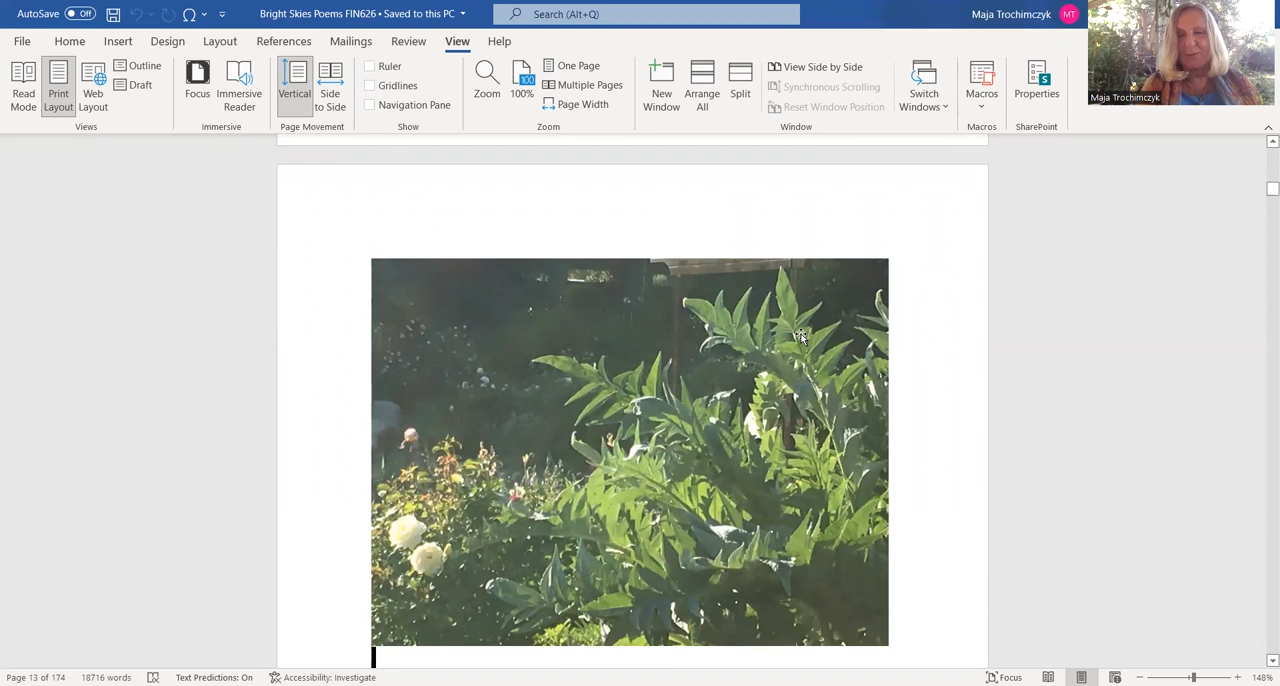 AutoSave Off Bright Skies Poems FIN626 • Saved to this PC Search (Alt+Q) Maja Trochimczyk MT
File Home Insert Design Layout References Mailings Review View Help
Read Mode Print Layout Web Layout Outline Draft
Views
Focus Immersive Reader
Immersive
Vertical Side to Side
Page Movement
Ruler
Gridlines
Navigation Pane
Show
Zoom 100 100% One Page
Multiple Pages
Page Width
Zoom
New Window Arrange All Split
View Side by Side
Synchronous Scrolling
Reset Window Position
Switch Windows
Window
Macros
Macros
Properties
SharePoint
Maja Trochimczyk
Page 13 of 174 18716 words Text Predictions: On Accessibility: Investigate Focus 148%